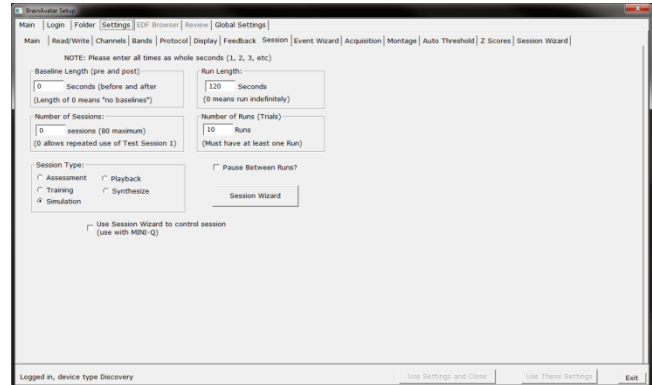 BrainAvatar Setup
Main Login Folder Settings EDF Browser Review Global Settings
Main Read/Write Channels Bands Protocol Display Feedback Session Event Wizard Acquisition Montage Auto Threshold Z Scores Session Wizard
NOTE: Please enter all times as whole seconds (1, 2, 3, etc)
Baseline Length (pre and post)
0 Seconds (before and after
(Length of 0 means "no baselines")
Run Length:
120 Seconds
(0 means run indefinitely)
Number of Sessions:
0 sessions (80 maximum)
(0 allows repeated use of Test Session 1)
Number of Runs (Trials)
10 Runs
(Must have at least one Run)
Session Type:
Assessment Playback
Training Synthesize
Simulation
Pause Between Runs?
Session Wizard
Use Session Wizard to control session
(use with MINI-Q)
Logged in, device type Discovery Use Settings and Close Use These Settings Exit